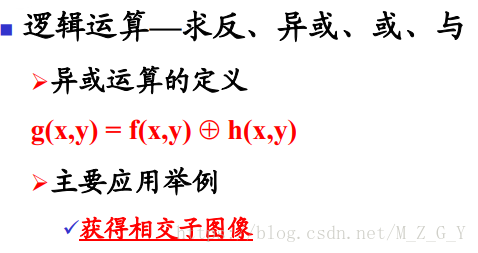 逻辑运算—求反、异或、或、与
异或运算的定义
g(x,y) = f(x,y) ⊕ h(x,y)
主要应用举例
获得相交子图像
blog.csdn.net/M_Z_G_Y